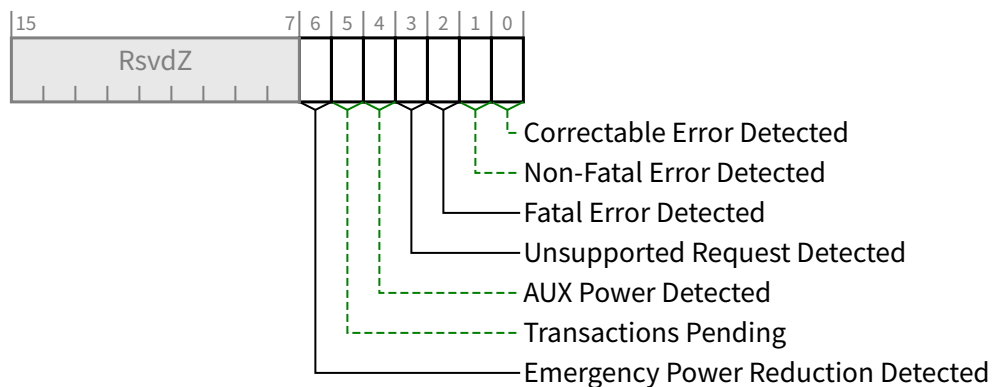 15 7 6 5 4 3 2 1 0
RsvdZ
Correctable Error Detected
Non-Fatal Error Detected
Fatal Error Detected
Unsupported Request Detected
AUX Power Detected
Transactions Pending
Emergency Power Reduction Detected